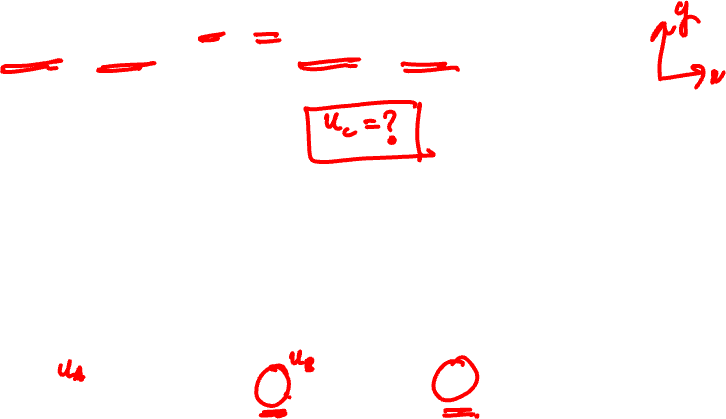 y
x
u_c = ?
u_A
u_B